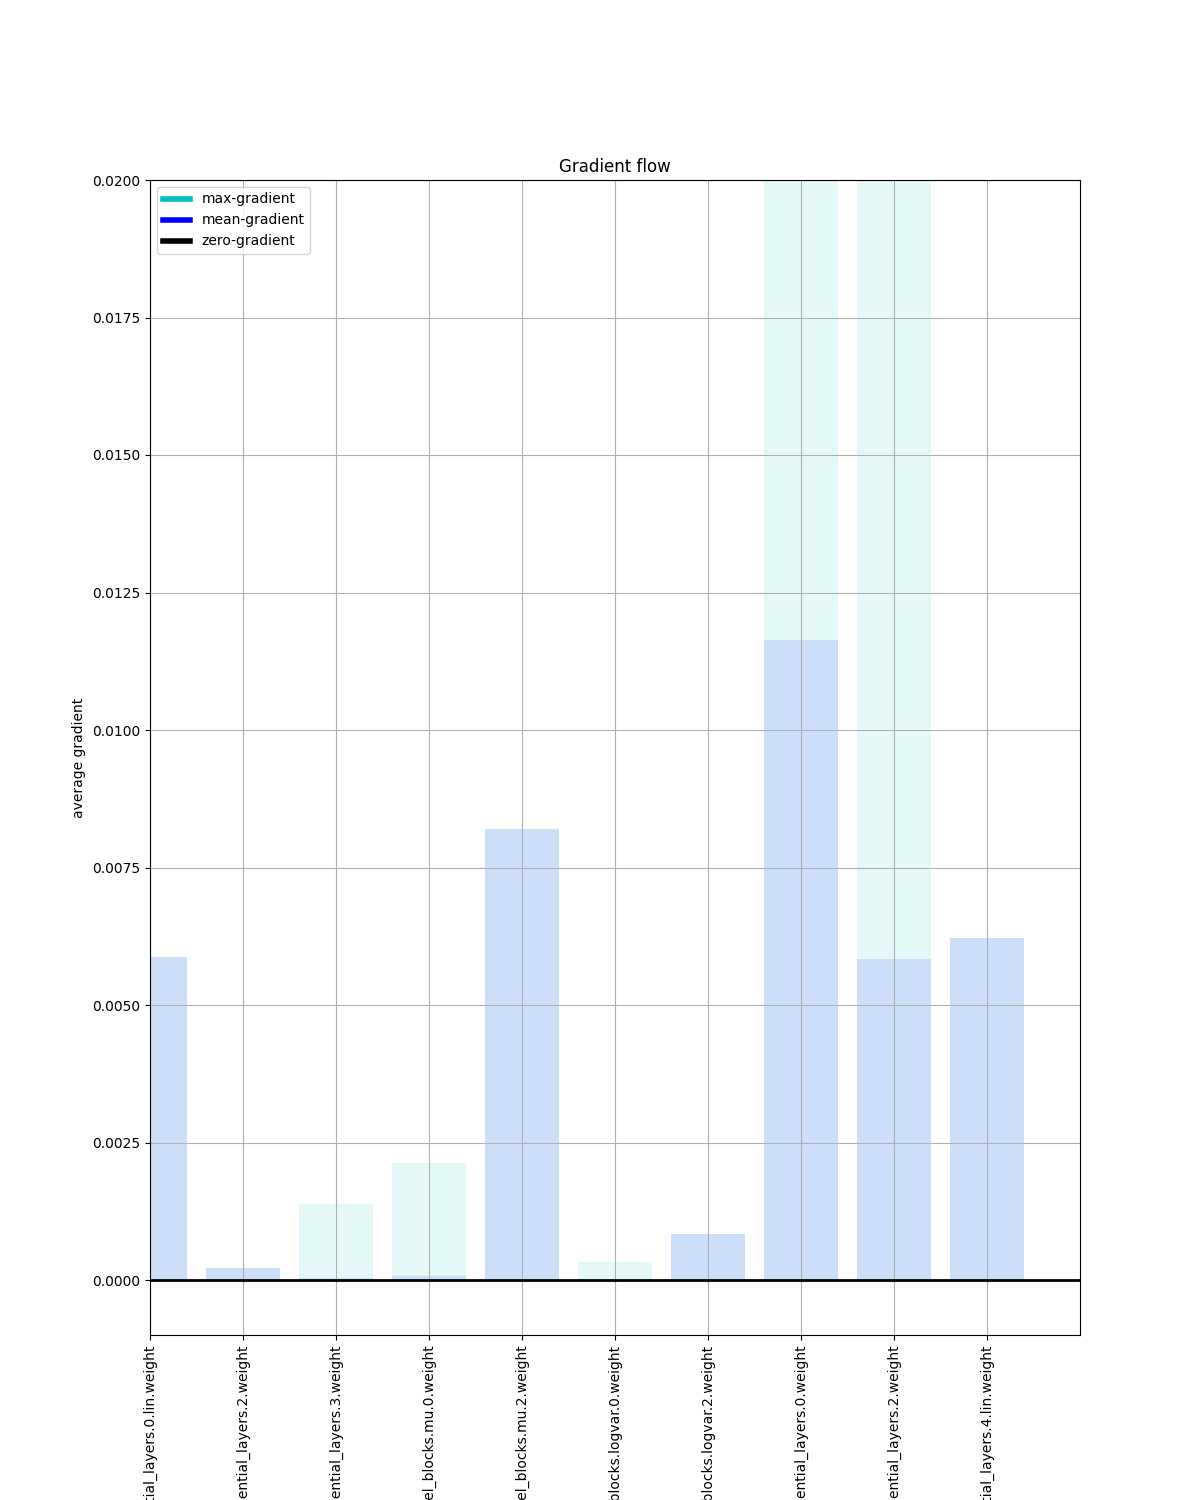 Gradient flow
max-gradient
mean-gradient
zero-gradient
0.0200
0.0175
0.0150
0.0125
0.0100
0.0075
0.0050
0.0025
0.0000
average gradient
tial_layers.0.lin.weight
ential_layers.2.weight
ential_layers.3.weight
el_blocks.mu.0.weight
el_blocks.mu.2.weight
blocks.logvar.0.weight
blocks.logvar.2.weight
ential_layers.0.weight
ential_layers.2.weight
tial_layers.4.lin.weight